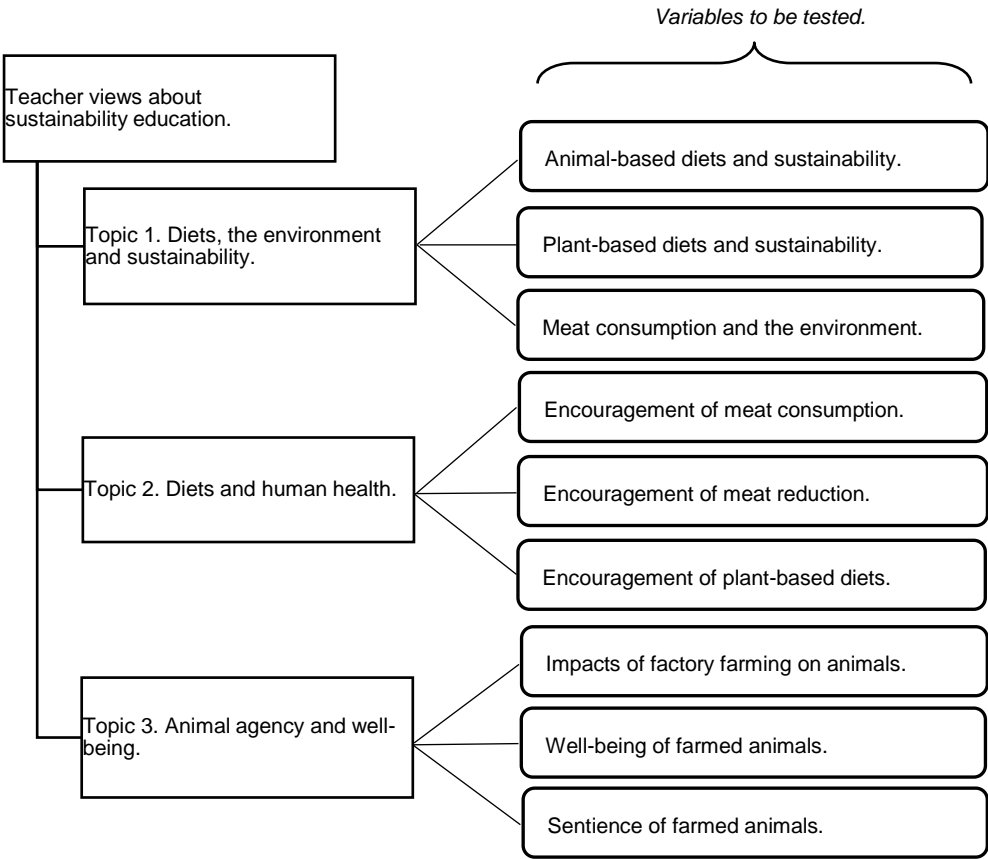 Variables to be tested.
Teacher views about
sustainability education.
Topic 1. Diets, the environment
and sustainability.
Animal-based diets and sustainability.
Plant-based diets and sustainability.
Meat consumption and the environment.
Topic 2. Diets and human health.
Encouragement of meat consumption.
Encouragement of meat reduction.
Encouragement of plant-based diets.
Topic 3. Animal agency and well-
being.
Impacts of factory farming on animals.
Well-being of farmed animals.
Sentience of farmed animals.